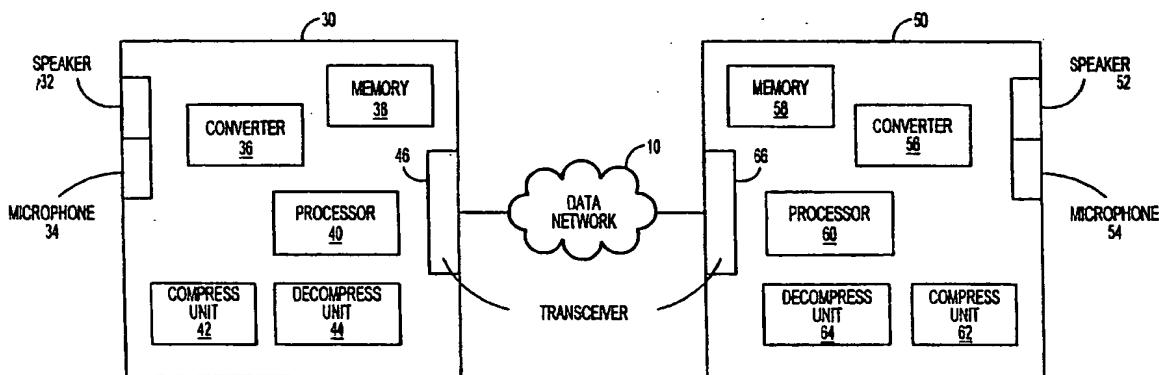 30
SPEAKER
32
MEMORY
38
CONVERTER
36
46
MICROPHONE
34
PROCESSOR
40
COMPRESS
UNIT
42
DECOMPRESS
UNIT
44
10
DATA
NETWORK
TRANSCEIVER
50
66
MEMORY
58
CONVERTER
56
SPEAKER
52
PROCESSOR
60
MICROPHONE
54
DECOMPRESS
UNIT
64
COMPRESS
UNIT
62